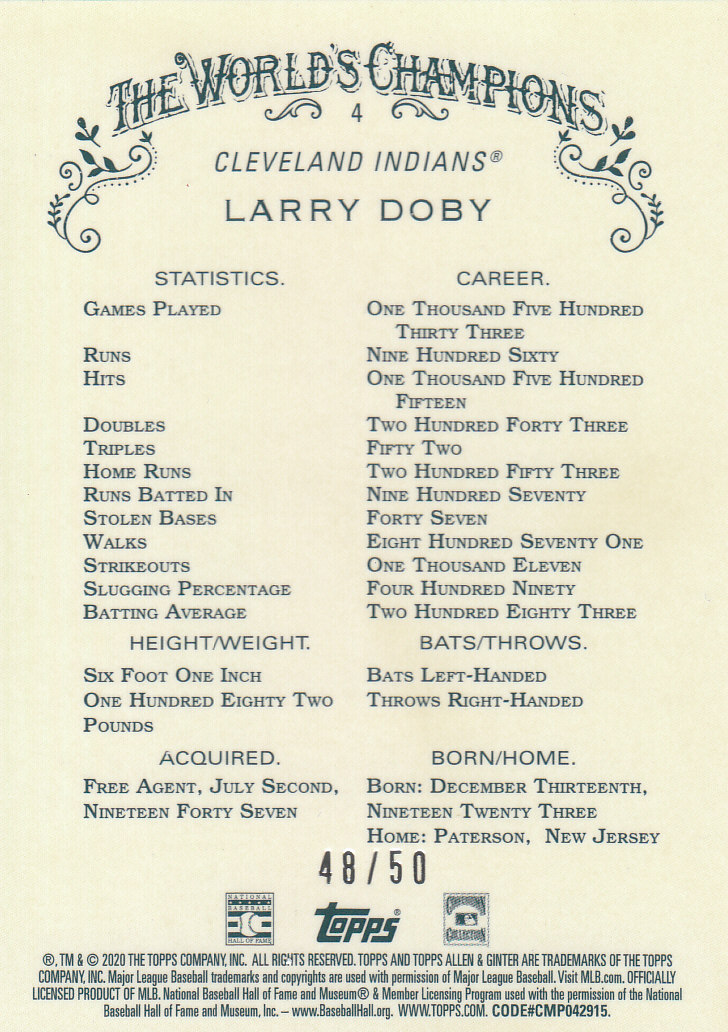 THE WORLD'S CHAMPIONS
4
CLEVELAND INDIANS®
LARRY DOBY
STATISTICS. CAREER.
GAMES PLAYED ONE THOUSAND FIVE HUNDRED
THIRTY THREE
RUNS NINE HUNDRED SIXTY
HITS ONE THOUSAND FIVE HUNDRED
FIFTEEN
DOUBLES TWO HUNDRED FORTY THREE
TRIPLES FIFTY TWO
HOME RUNS TWO HUNDRED FIFTY THREE
RUNS BATTED IN NINE HUNDRED SEVENTY
STOLEN BASES FORTY SEVEN
WALKS EIGHT HUNDRED SEVENTY ONE
STRIKEOUTS ONE THOUSAND ELEVEN
SLUGGING PERCENTAGE FOUR HUNDRED NINETY
BATTING AVERAGE TWO HUNDRED EIGHTY THREE
HEIGHT/WEIGHT. BATS/THROWS.
SIX FOOT ONE INCH BATS LEFT-HANDED
ONE HUNDRED EIGHTY TWO THROWS RIGHT-HANDED
POUNDS
ACQUIRED. BORN/HOME.
FREE AGENT, JULY SECOND, BORN: DECEMBER THIRTEENTH,
NINETEEN FORTY SEVEN NINETEEN TWENTY THREE
HOME: PATERSON, NEW JERSEY
48/50
NATIONAL
BASEBALL
HALL OF FAME
topps®
COOPERSTOWN
COLLECTION
®, TM & © 2020 THE TOPPS COMPANY, INC. ALL RIGHTS RESERVED. TOPPS AND TOPPS ALLEN & GINTER ARE TRADEMARKS OF THE TOPPS
COMPANY, INC. Major League Baseball trademarks and copyrights are used with permission of Major League Baseball. Visit MLB.com. OFFICIALLY
LICENSED PRODUCT OF MLB. National Baseball Hall of Fame and Museum® & Member Licensing Program used with the permission of the National
Baseball Hall of Fame and Museum, Inc. – www.BaseballHall.org. WWW.TOPPS.COM. CODE#CMP042915.